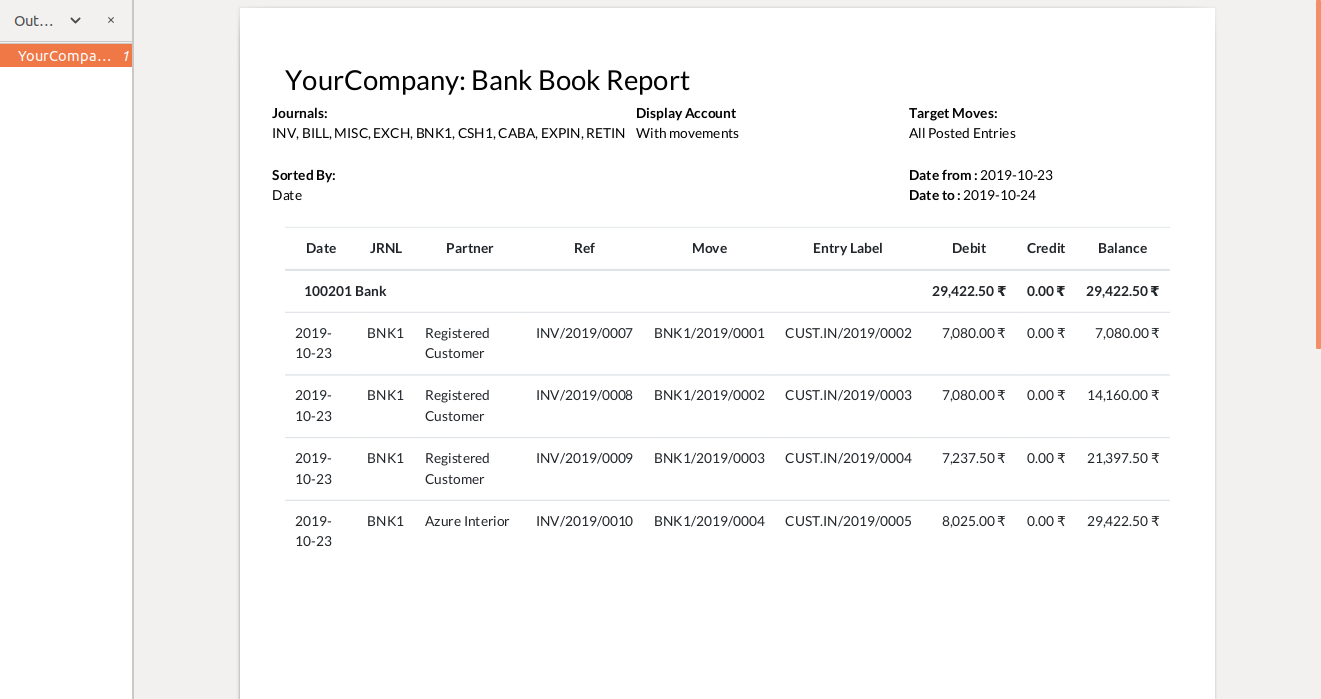 Out...
YourCompa... 1
YourCompany: Bank Book Report
Journals: Display Account Target Moves:
INV, BILL, MISC, EXCH, BNK1, CSH1, CABA, EXPIN, RETIN With movements All Posted Entries
Sorted By: Date from : 2019-10-23
Date Date to : 2019-10-24
Date JRNL Partner Ref Move Entry Label Debit Credit Balance
100201 Bank 29,422.50 ₹ 0.00 ₹ 29,422.50 ₹
2019- BNK1 Registered INV/2019/0007 BNK1/2019/0001 CUST.IN/2019/0002 7,080.00 ₹ 0.00 ₹ 7,080.00 ₹
10-23 Customer
2019- BNK1 Registered INV/2019/0008 BNK1/2019/0002 CUST.IN/2019/0003 7,080.00 ₹ 0.00 ₹ 14,160.00 ₹
10-23 Customer
2019- BNK1 Registered INV/2019/0009 BNK1/2019/0003 CUST.IN/2019/0004 7,237.50 ₹ 0.00 ₹ 21,397.50 ₹
10-23 Customer
2019- BNK1 Azure Interior INV/2019/0010 BNK1/2019/0004 CUST.IN/2019/0005 8,025.00 ₹ 0.00 ₹ 29,422.50 ₹
10-23